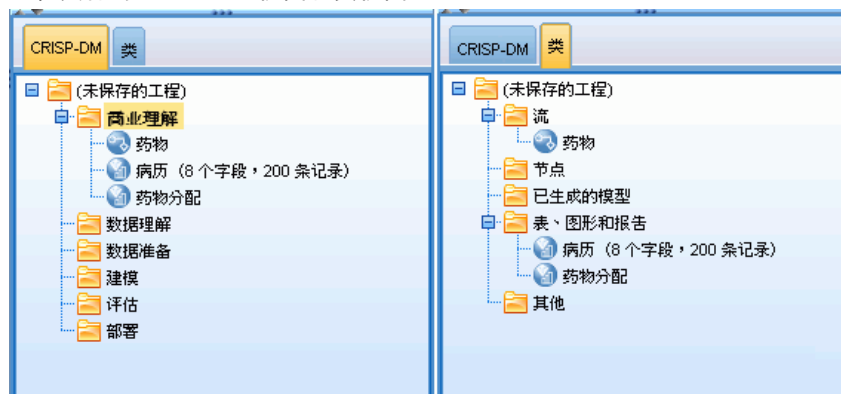 CRISP-DM 类
(未保存的工程)
商业理解
药物
病历（8 个字段，200 条记录）
药物分配
数据理解
数据准备
建模
评估
部署
CRISP-DM 类
(未保存的工程)
流
药物
节点
已生成的模型
表、图形和报告
病历（8 个字段，200 条记录）
药物分配
其他